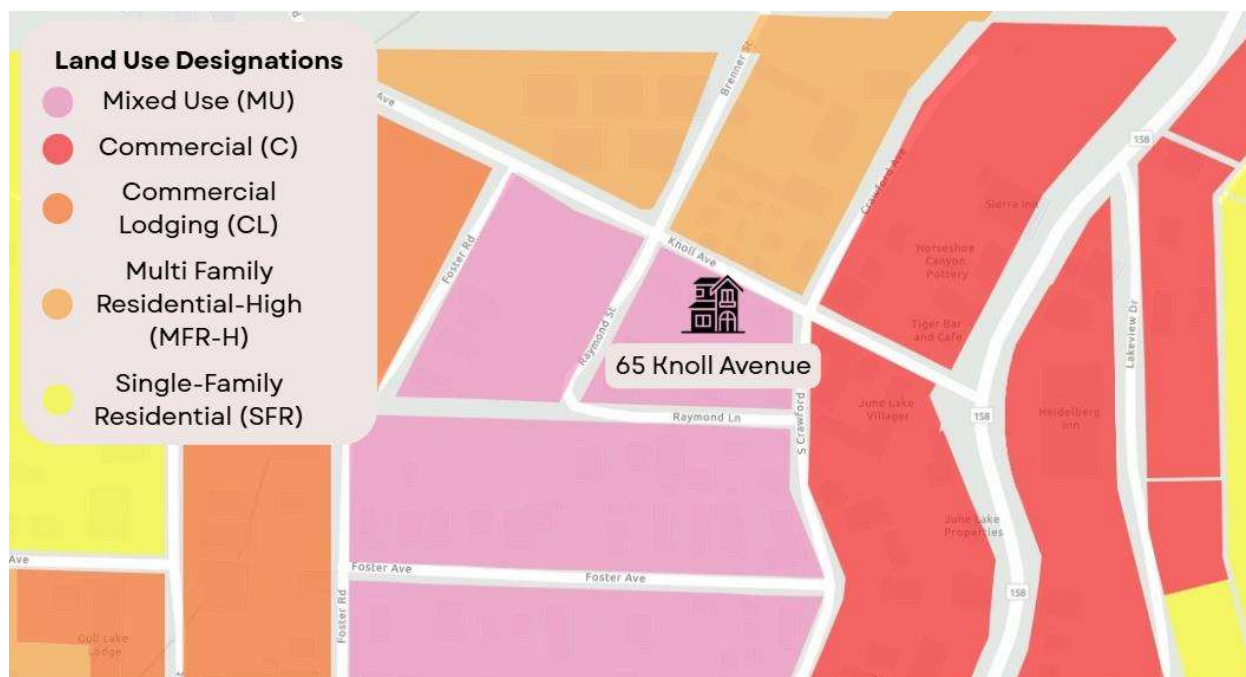 Land Use Designations
Mixed Use (MU)
Commercial (C)
Commercial
Lodging (CL)
Multi Family
Residential-High
(MFR-H)
Single-Family
Residential (SFR)
Ave
Brenner St
158
Crawford Ave
Sierre Inn
Foster Rd
Knoll Ave
Horseshoe
Canyon
Pottery
Lakeview Dr
Raymond St
Tiger Bar
and Cafe
65 Knoll Avenue
June Lake
Villager
158
Heidelberg
Inn
Raymond Ln
S Crawford
June Lake
Properties
Ave
Foster Ave
Foster Ave
158
Foster Rd
Gull Lake
Lodge